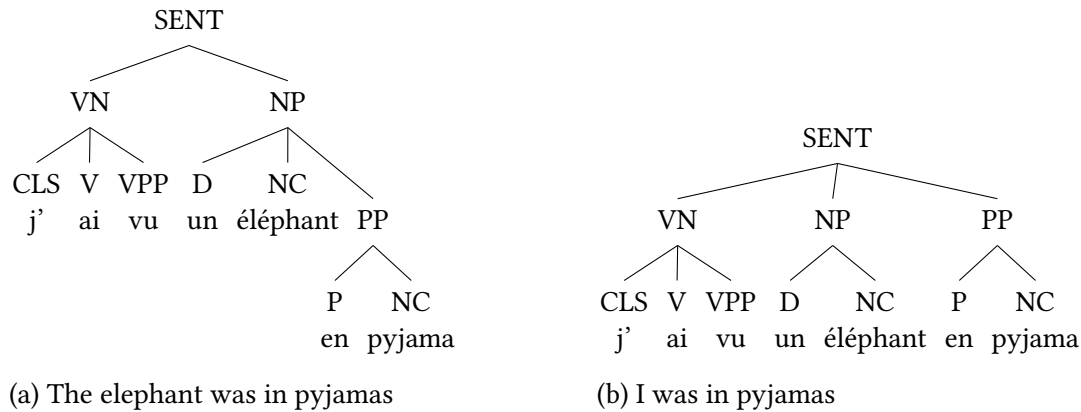 SENT
VN NP
CLS V VPP D NC
j’ ai vu un éléphant PP
P NC
en pyjama
(a) The elephant was in pyjamas
SENT
VN NP PP
CLS V VPP D NC P NC
j’ ai vu un éléphant en pyjama
(b) I was in pyjamas